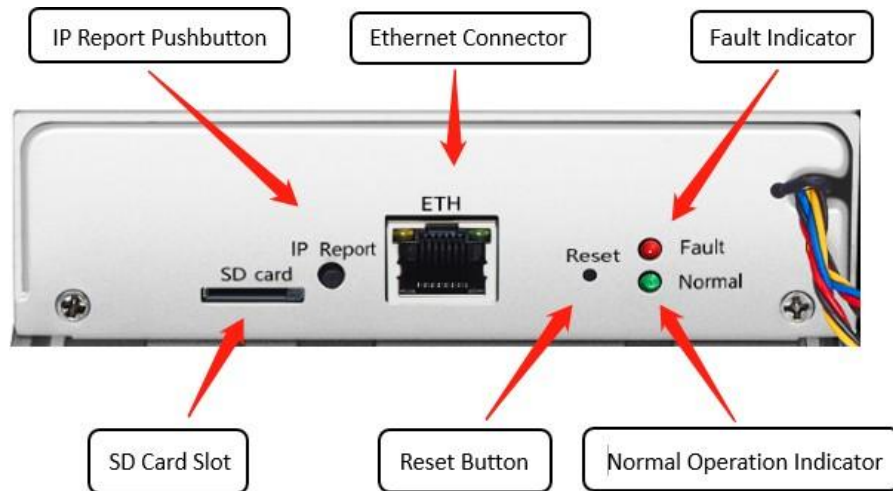 IP Report Pushbutton
Ethernet Connector
Fault Indicator
ETH
IP Report
SD card
Reset
Fault
Normal
SD Card Slot
Reset Button
Normal Operation Indicator